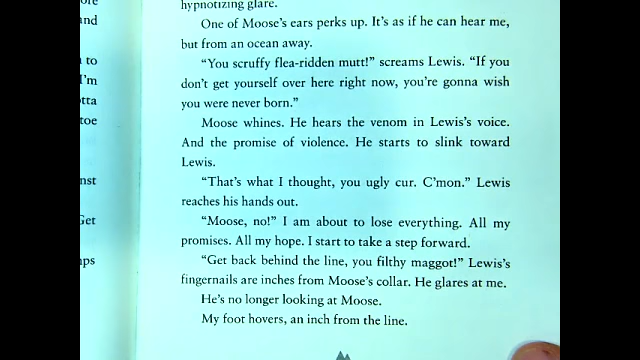 hypnotizing glare.
One of Moose's ears perks up. It's as if he can hear me,
but from an ocean away.
“You scruffy flea-ridden mutt!” screams Lewis. “If you
don't get yourself over here right now, you're gonna wish
you were never born.”
Moose whines. He hears the venom in Lewis's voice.
And the promise of violence. He starts to slink toward
Lewis.
“That's what I thought, you ugly cur. C'mon.” Lewis
reaches his hands out.
“Moose, no!” I am about to lose everything. All my
promises. All my hope. I start to take a step forward.
“Get back behind the line, you filthy maggot!” Lewis's
fingernails are inches from Moose's collar. He glares at me.
He's no longer looking at Moose.
My foot hovers, an inch from the line.